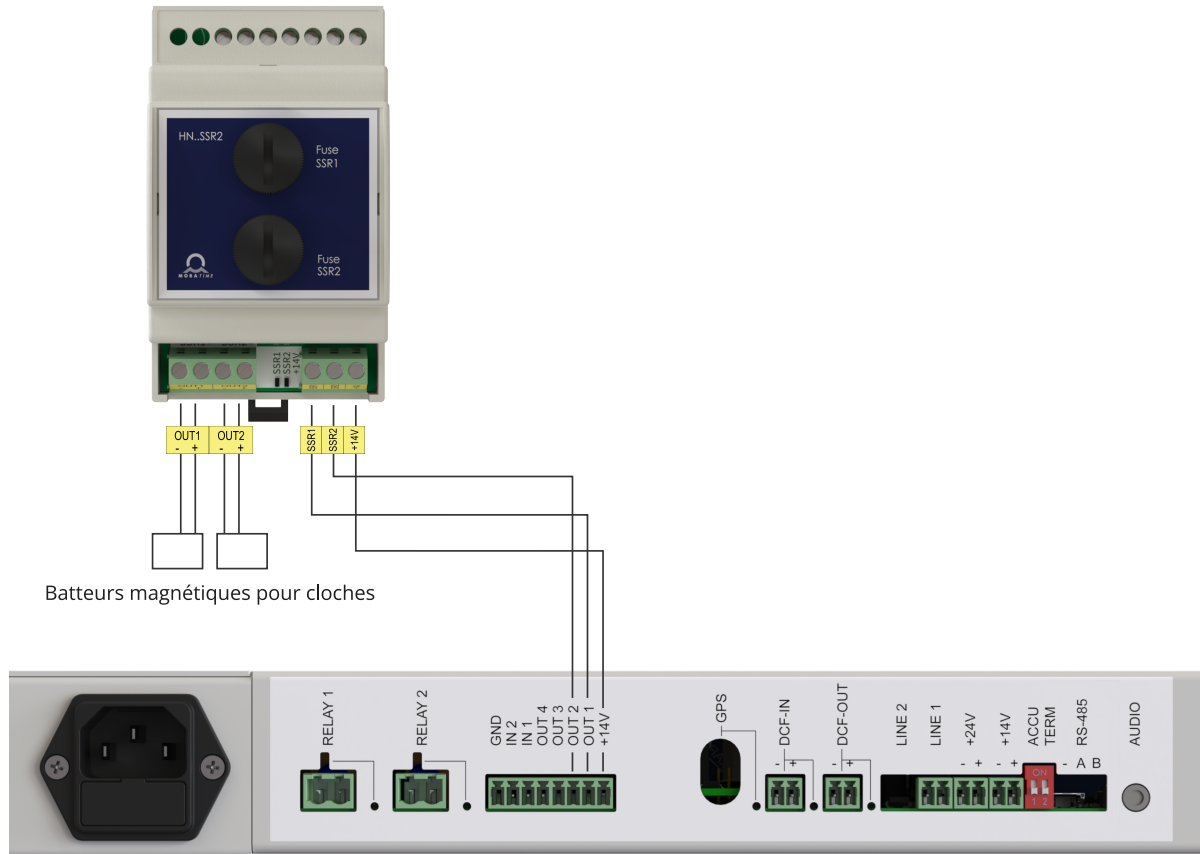 HN..SSR2
Fuse
SSR1
Fuse
SSR2
MOBATIME
SSR1
SSR2
+14V
OUT1
- +
OUT2
- +
SSR1
SSR2
+14V
Batteurs magnétiques pour cloches
RELAY 1
RELAY 2
GND
IN 2
IN 1
OUT 4
OUT 3
OUT 2
OUT 1
+14V
GPS
DCF-IN
- +
DCF-OUT
- +
LINE 2
LINE 1
+24V
- +
+14V
- +
ACCU
TERM
ON
1 2
RS-485
- A B
AUDIO